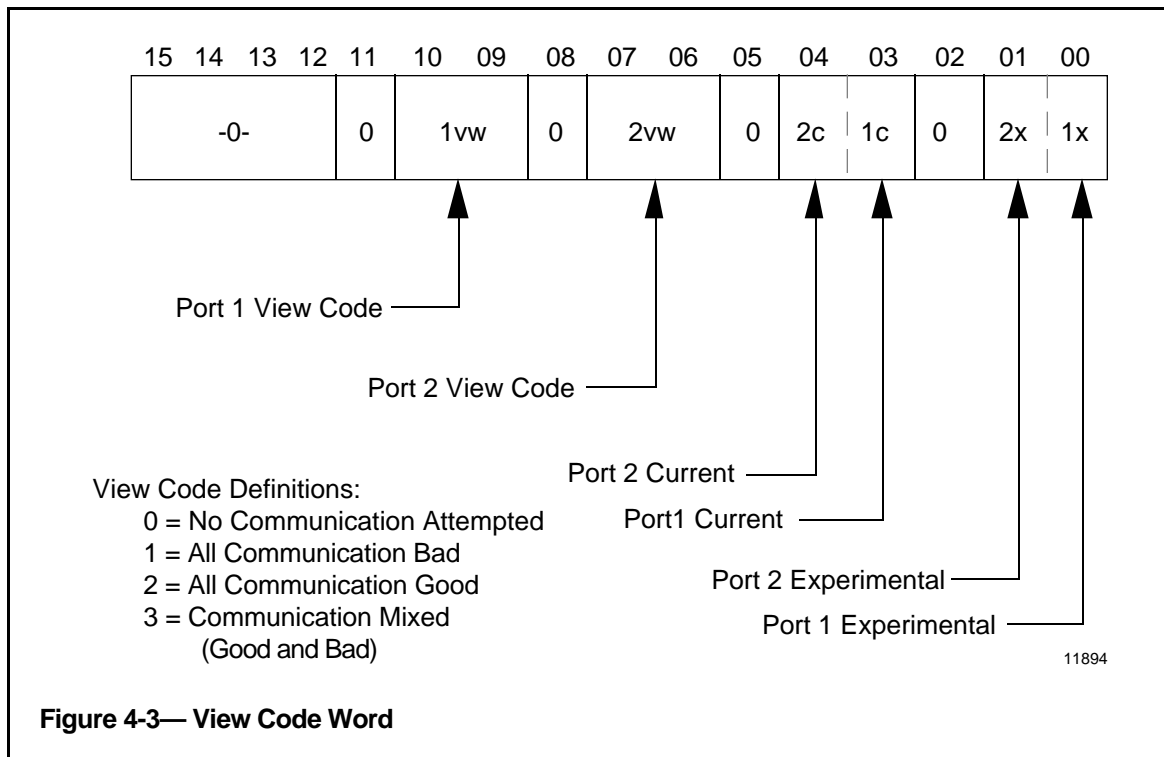 15 14 13 12 11 10 09 08 07 06 05 04 03 02 01 00
-0- 0 1vw 0 2vw 0 2c 1c 0 2x 1x
Port 1 View Code
Port 2 View Code
Port 2 Current
Port1 Current
Port 2 Experimental
Port 1 Experimental
View Code Definitions:
0 = No Communication Attempted
1 = All Communication Bad
2 = All Communication Good
3 = Communication Mixed
(Good and Bad)
11894
Figure 4-3— View Code Word